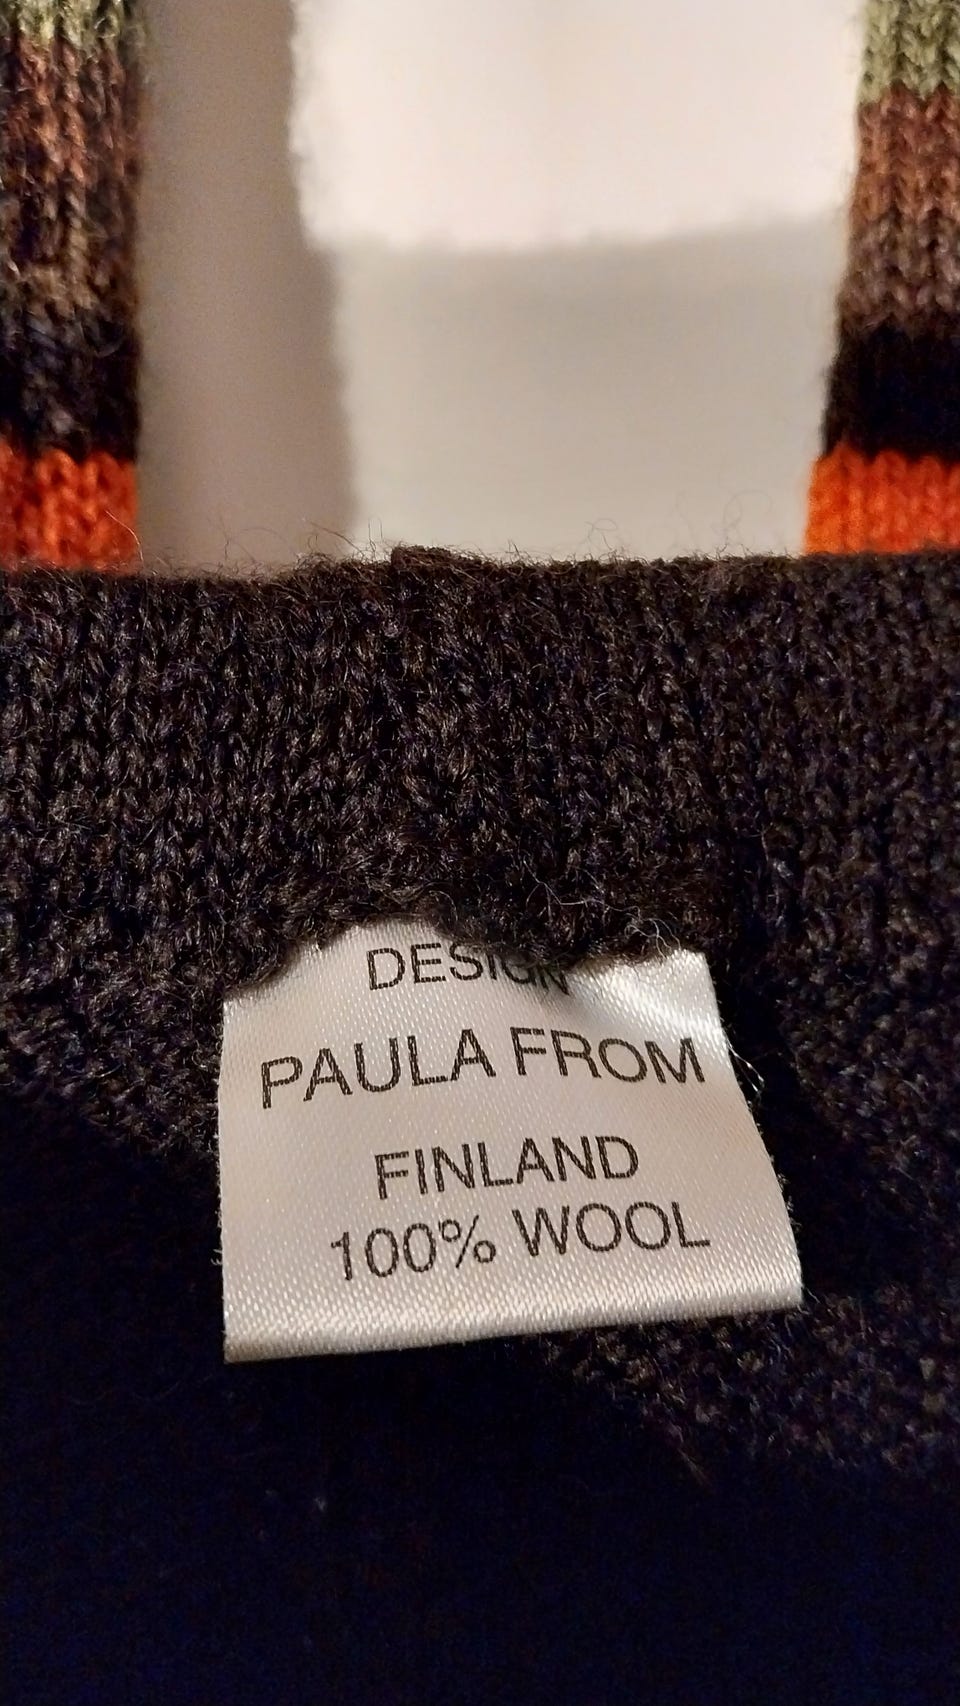 DESIGN
PAULA FROM
FINLAND
100% WOOL